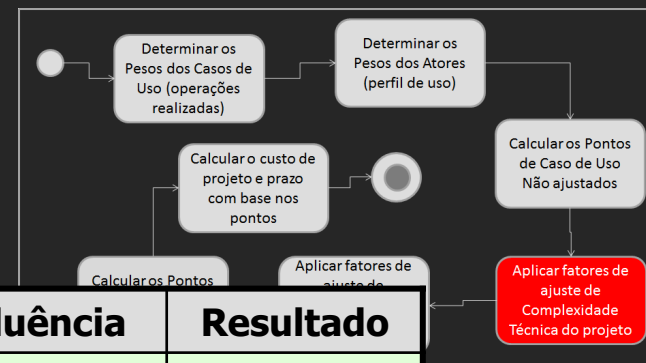 Determinar os
Pesos dos Casos de
Uso (operações
realizadas)
Determinar os
Pesos dos Atores
(perfil de uso)
Calcular os Pontos
de Caso de Uso
Não ajustados
Calcular o custo de
projeto e prazo
com base nos
pontos
Calcular os Pontos
Aplicar fatores de
ajuste de
Aplicar fatores de
ajuste de
Complexidade
Técnica do projeto
luência
Resultado